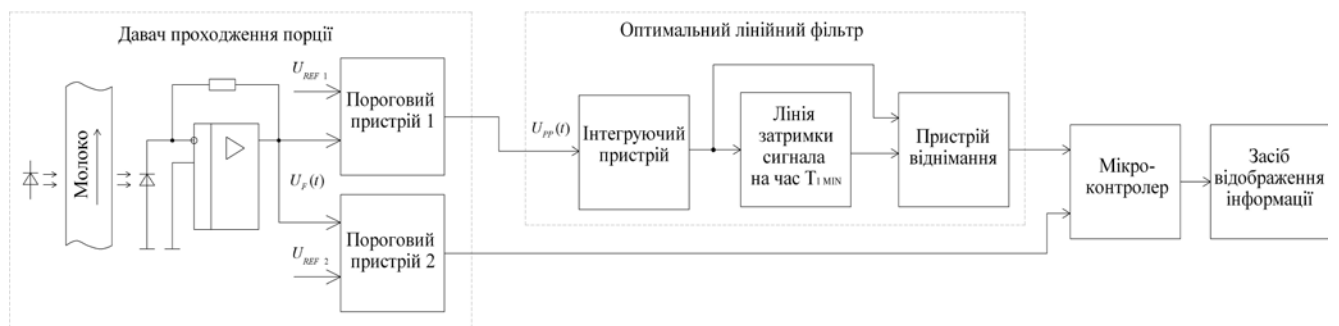 Давач проходження порції
Оптимальний лінійний фільтр
Молоко
U_F(t)
U_REF 1
Пороговий
пристрій 1
U_REF 2
Пороговий
пристрій 2
U_PP(t)
Інтегруючий
пристрій
Лінія
затримки
сигнала
на час T_I MIN
Пристрій
віднімання
Мікро-
контролер
Засіб
відображення
інформації